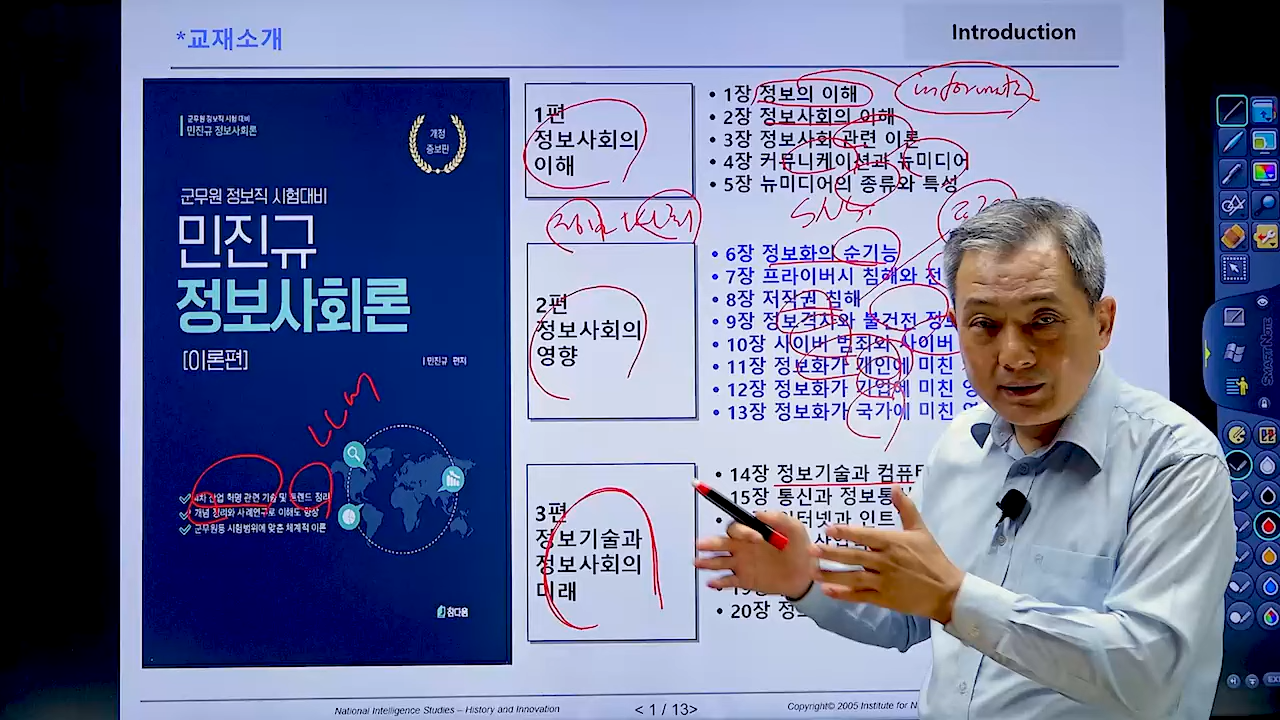 *교재소개
Introduction
군무원 정보직 시험 대비
민진규 정보사회론
개정
증보판
군무원 정보직 시험대비
민진규
정보사회론
[이론편]
민진규 편저
4차 산업 혁명 관련 기술 및 트렌드 정리
개념 정리와 사례연구로 이해도 향상
군무원등 시험범위에 맞춘 체계적 이론
참다움
1편
정보사회의
이해
• 1장 정보의 이해
• 2장 정보사회의 이해
• 3장 정보사회 관련 이론
• 4장 커뮤니케이션과 뉴미디어
• 5장 뉴미디어의 종류와 특성
SNS
2편
정보사회의
영향
• 6장 정보화의 순기능
• 7장 프라이버시 침해와 전
• 8장 저작권 침해
• 9장 정보격차와 불건전 정보
• 10장 사이버 범죄와 사이버
• 11장 정보화가 개인에 미친
• 12장 정보화가 기업에 미친 영
• 13장 정보화가 국가에 미친 영
3편
정보기술과
정보사회의
미래
• 14장 정보기술과 컴퓨터
• 15장 통신과 정보통신
인터넷과 인트
• 20장
National Intelligence Studies – History and Innovation
< 1 / 13>
Copyright© 2005 Institute for N
SMART NOTE